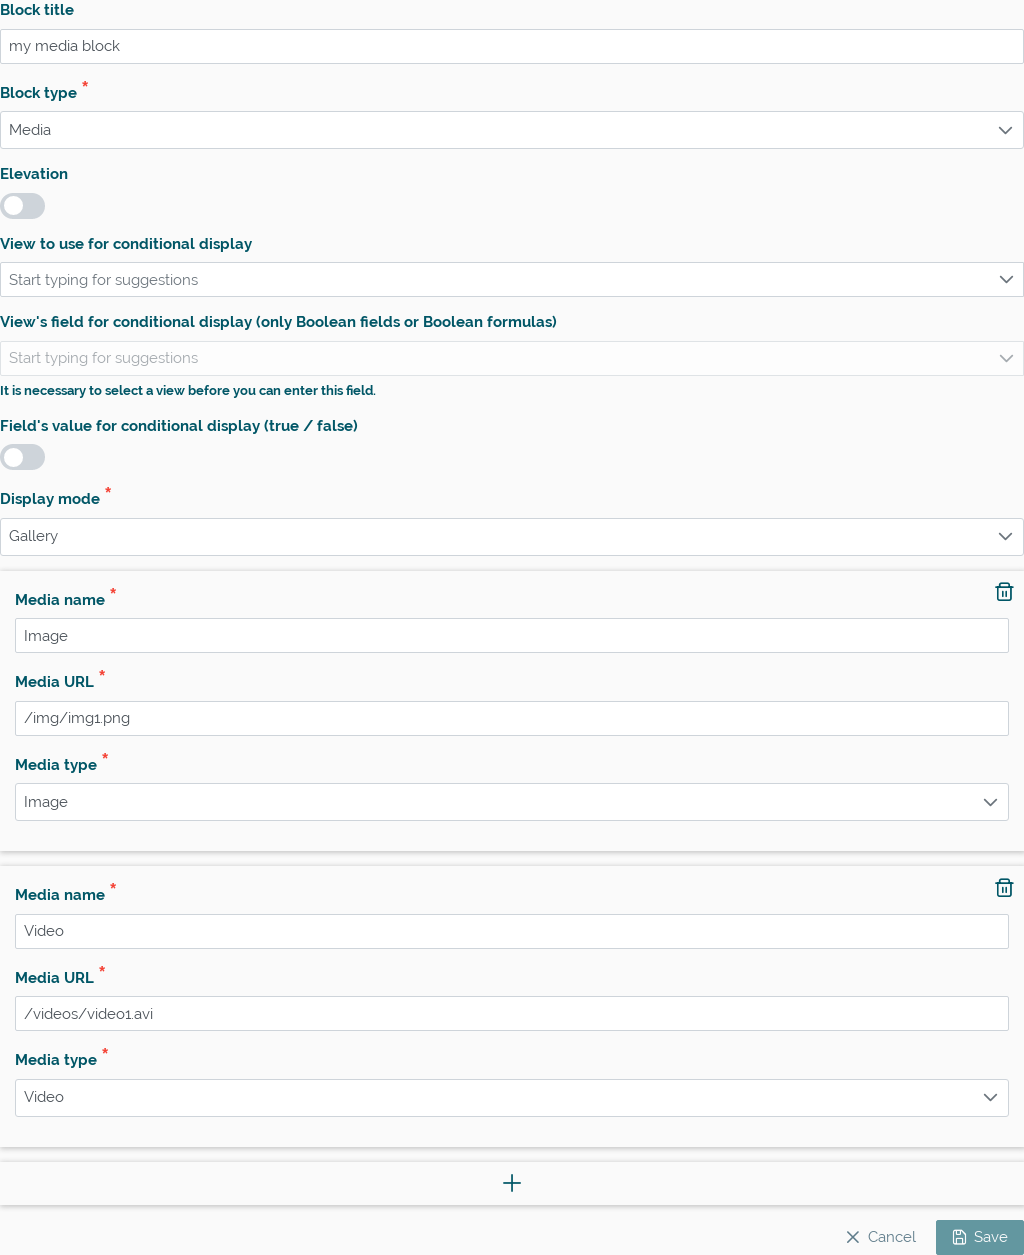 Block title
my media block
Block type *
Media
Elevation
View to use for conditional display
Start typing for suggestions
View's field for conditional display (only Boolean fields or Boolean formulas)
Start typing for suggestions
It is necessary to select a view before you can enter this field.
Field's value for conditional display (true / false)
Display mode *
Gallery
Media name *
Image
Media URL *
/img/img1.png
Media type *
Image
Media name *
Video
Media URL *
/videos/video1.avi
Media type *
Video
Cancel
Save